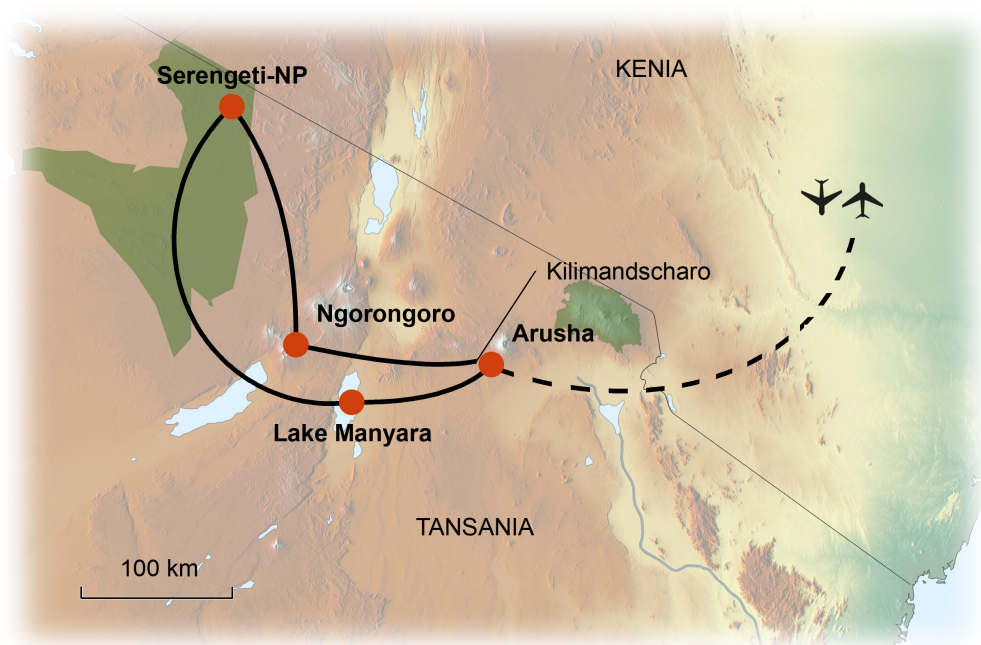 KENIA
Serengeti-NP
Kilimandscharo
Ngorongoro
Arusha
Lake Manyara
TANSANIA
100 km